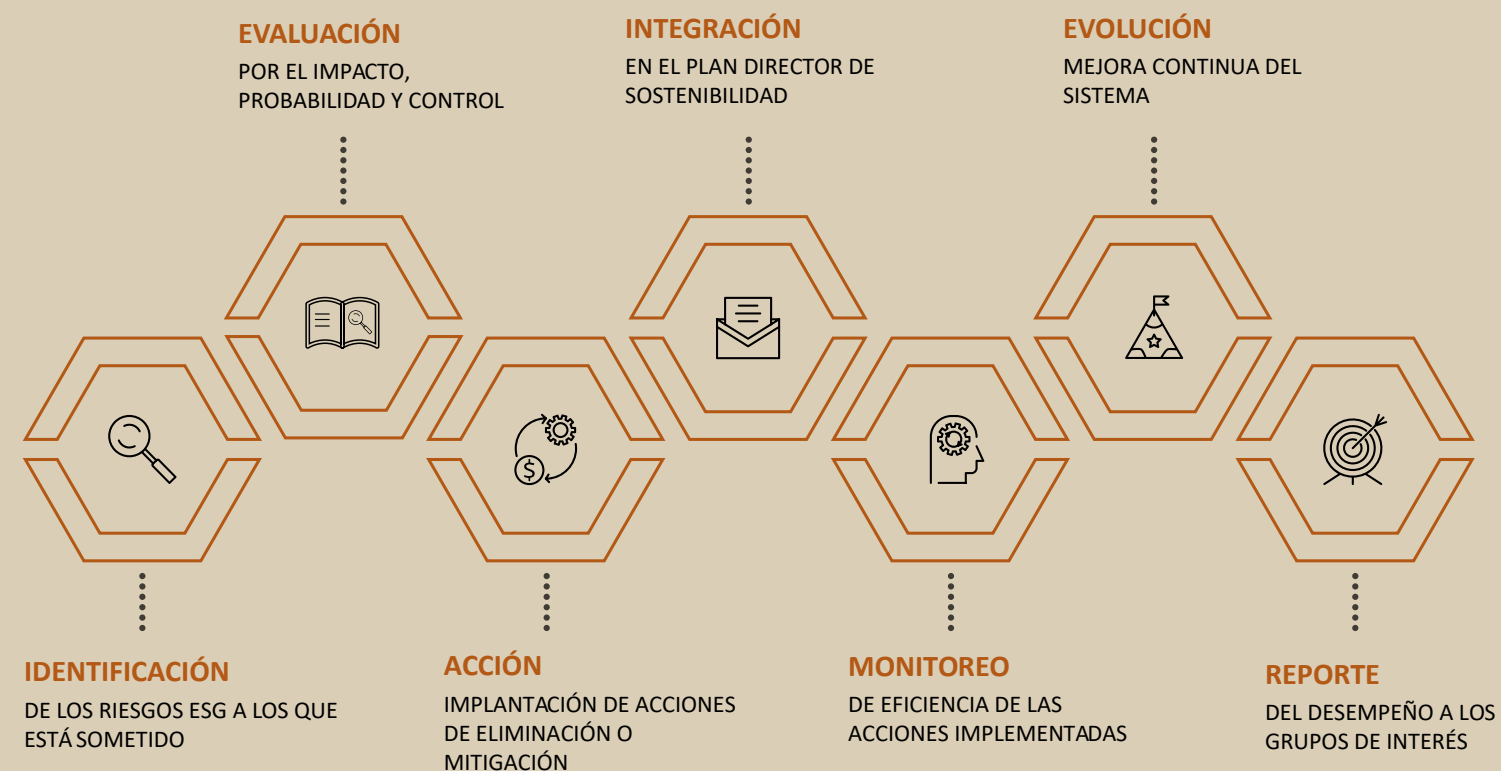 EVALUACIÓN
POR EL IMPACTO,
PROBABILIDAD Y CONTROL
INTEGRACIÓN
EN EL PLAN DIRECTOR DE
SOSTENIBILIDAD
EVOLUCIÓN
MEJORA CONTINUA DEL
SISTEMA
$
IDENTIFICACIÓN
DE LOS RIESGOS ESG A LOS QUE
ESTÁ SOMETIDO
ACCIÓN
IMPLANTACIÓN DE ACCIONES
DE ELIMINACIÓN O
MITIGACIÓN
MONITOREO
DE EFICIENCIA DE LAS
ACCIONES IMPLEMENTADAS
REPORTE
DEL DESEMPEÑO A LOS
GRUPOS DE INTERÉS